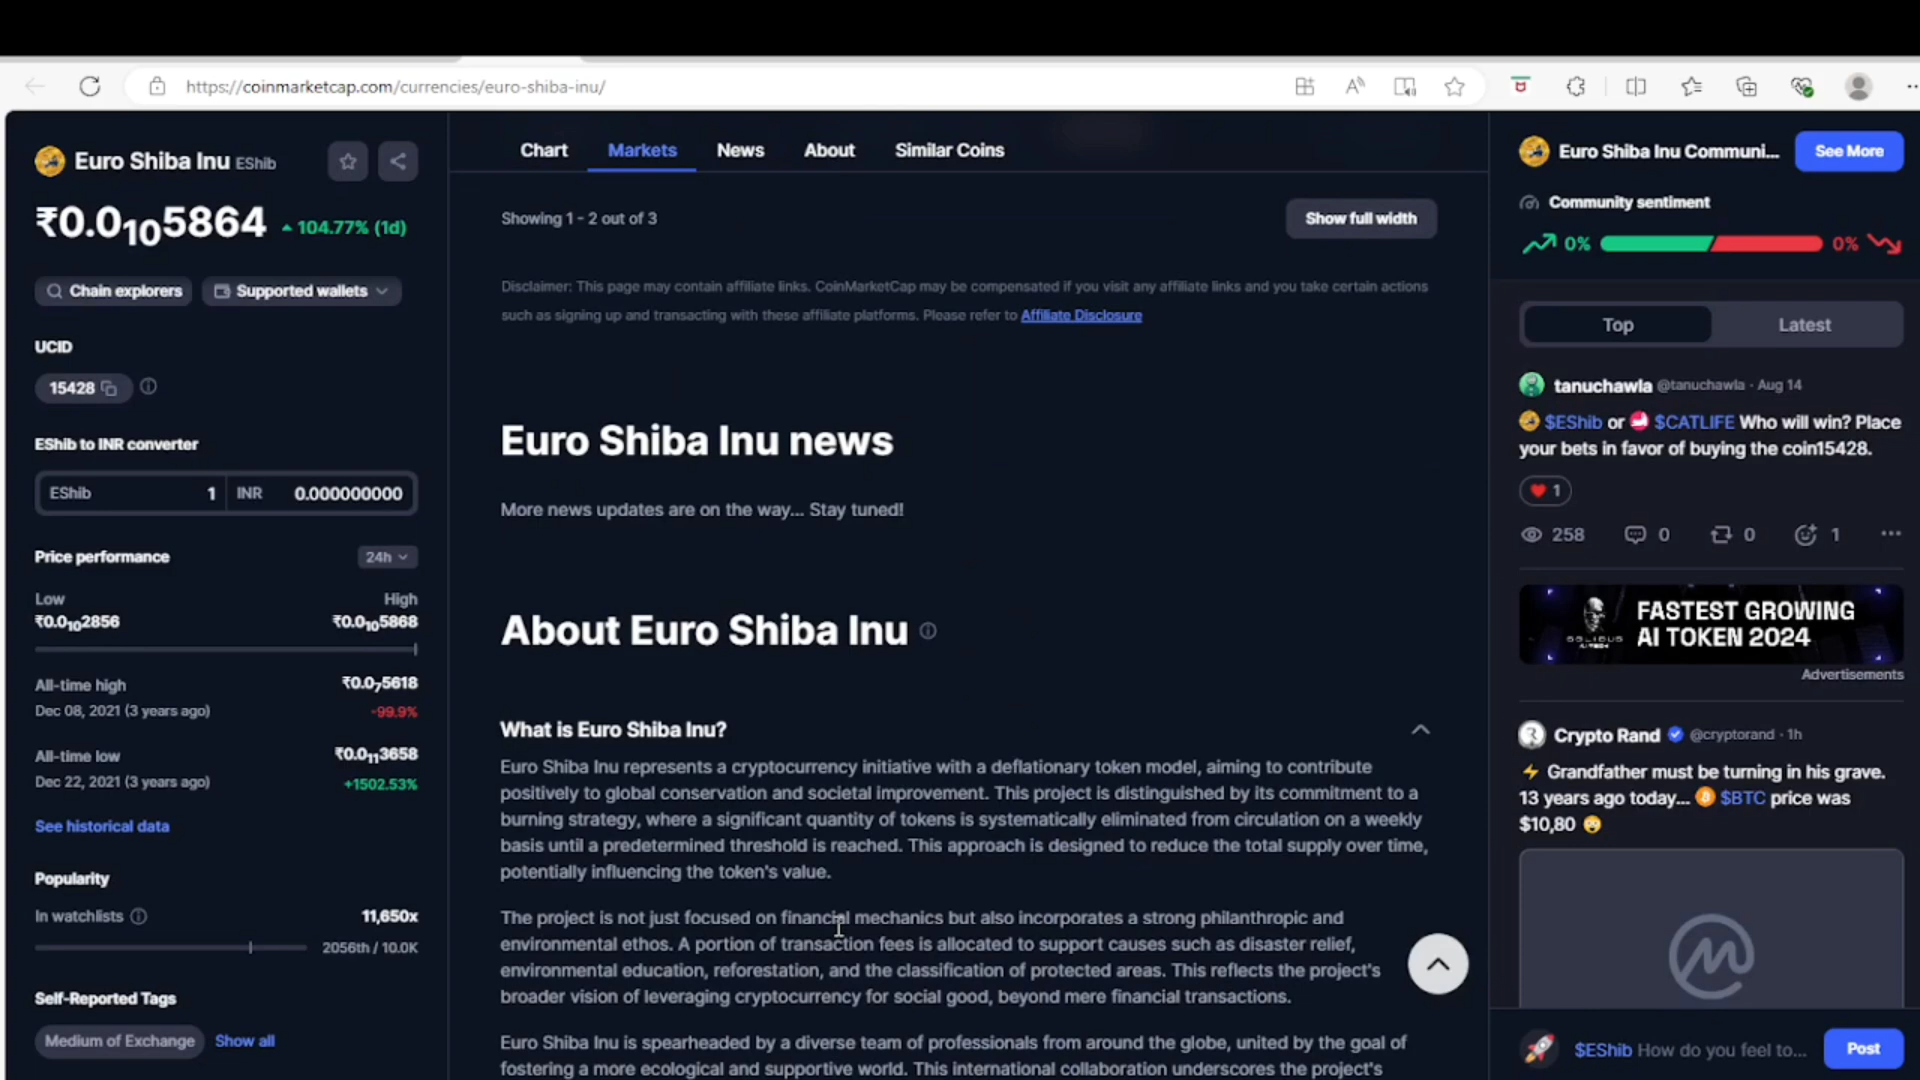 https://coinmarketcap.com/currencies/euro-shiba-inu/
Euro Shiba Inu EShib
₹0.0₁₀5864 104.77% (1d)
Chain explorers Supported wallets
UCID
15428
EShib to INR converter
EShib 1 INR 0.000000000
Price performance 24h
Low High
₹0.0₁₀2856 ₹0.0₁₀5868
All-time high ₹0.0₇5618
Dec 08, 2021 (3 years ago) -99.9%
All-time low ₹0.0₁₁3658
Dec 22, 2021 (3 years ago) +1502.53%
See historical data
Popularity
In watchlists 11,650x
2056th / 10.0K
Self-Reported Tags
Medium of Exchange Show all
Chart Markets News About Similar Coins
Showing 1 - 2 out of 3 Show full width
Disclaimer: This page may contain affiliate links. CoinMarketCap may be compensated if you visit any affiliate links and you take certain actions
such as signing up and transacting with these affiliate platforms. Please refer to Affiliate Disclosure
Euro Shiba Inu news
More news updates are on the way... Stay tuned!
About Euro Shiba Inu
What is Euro Shiba Inu?
Euro Shiba Inu represents a cryptocurrency initiative with a deflationary token model, aiming to contribute
positively to global conservation and societal improvement. This project is distinguished by its commitment to a
burning strategy, where a significant quantity of tokens is systematically eliminated from circulation on a weekly
basis until a predetermined threshold is reached. This approach is designed to reduce the total supply over time,
potentially influencing the token's value.
The project is not just focused on financial mechanics but also incorporates a strong philanthropic and
environmental ethos. A portion of transaction fees is allocated to support causes such as disaster relief,
environmental education, reforestation, and the classification of protected areas. This reflects the project's
broader vision of leveraging cryptocurrency for social good, beyond mere financial transactions.
Euro Shiba Inu is spearheaded by a diverse team of professionals from around the globe, united by the goal of
fostering a more ecological and supportive world. This international collaboration underscores the project's
Euro Shiba Inu Communi... See More
Community sentiment
0% 0%
Top Latest
tanuchawla @tanuchawla · Aug 14
$EShib or $CATLIFE Who will win? Place
your bets in favor of buying the coin15428.
1
258 0 0 1
FASTEST GROWING
AI TOKEN 2024
Advertisements
Crypto Rand @cryptorand · 1h
⚡ Grandfather must be turning in his grave.
13 years ago today... $BTC price was
$10,80 😳
$EShib How do you feel to... Post